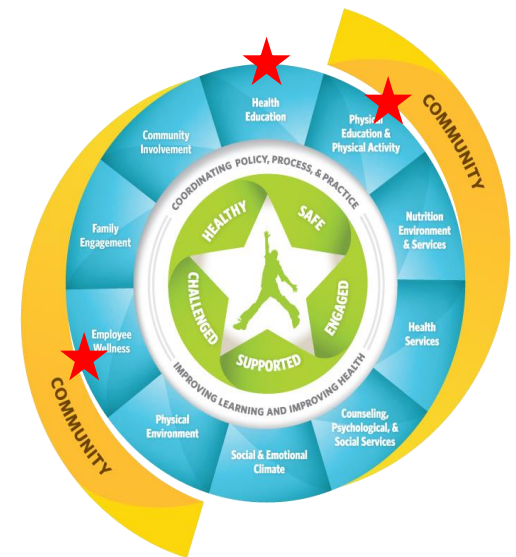 Health
Education
Physical
Education &
Physical Activity
Nutrition
Environment
& Services
Health
Services
Counseling,
Psychological, &
Social Services
Social & Emotional
Climate
Physical
Environment
Employee
Wellness
Family
Engagement
Community
Involvement
COMMUNITY
COMMUNITY
COORDINATING POLICY, PROCESS, & PRACTICE
IMPROVING LEARNING AND IMPROVING HEALTH
HEALTHY
SAFE
ENGAGED
SUPPORTED
CHALLENGED